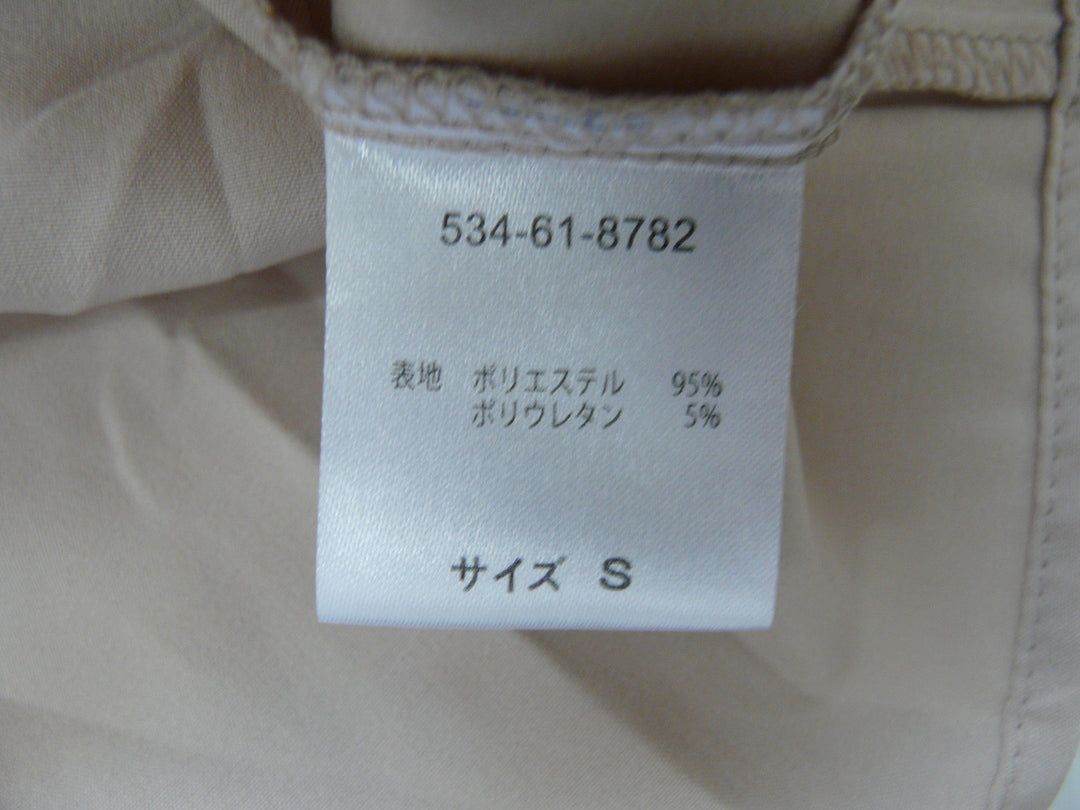 534-61-8782
表地 ポリエステル 95%
ポリウレタン 5%
サイズ S